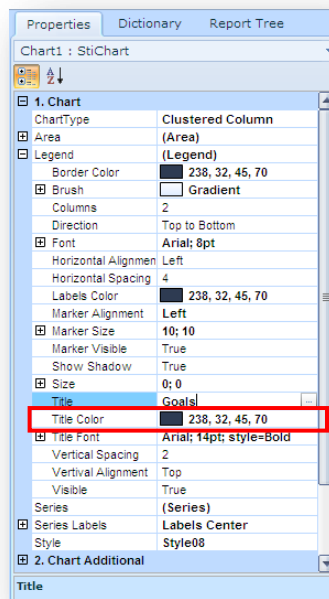 Properties Dictionary Report Tree
Chart1 : StiChart
1. Chart
ChartType Clustered Column
Area (Area)
Legend (Legend)
Border Color 238, 32, 45, 70
Brush Gradient
Columns 2
Direction Top to Bottom
Font Arial; 8pt
Horizontal Alignmen Left
Horizontal Spacing 4
Labels Color 238, 32, 45, 70
Marker Alignment Left
Marker Size 10; 10
Marker Visible True
Show Shadow True
Size 0; 0
Title Goals ...
Title Color 238, 32, 45, 70
Title Font Arial; 14pt; style=Bold
Vertical Spacing 2
Vertival Alignment Top
Visible True
Series (Series)
Series Labels Labels Center
Style Style08
2. Chart Additional
Title